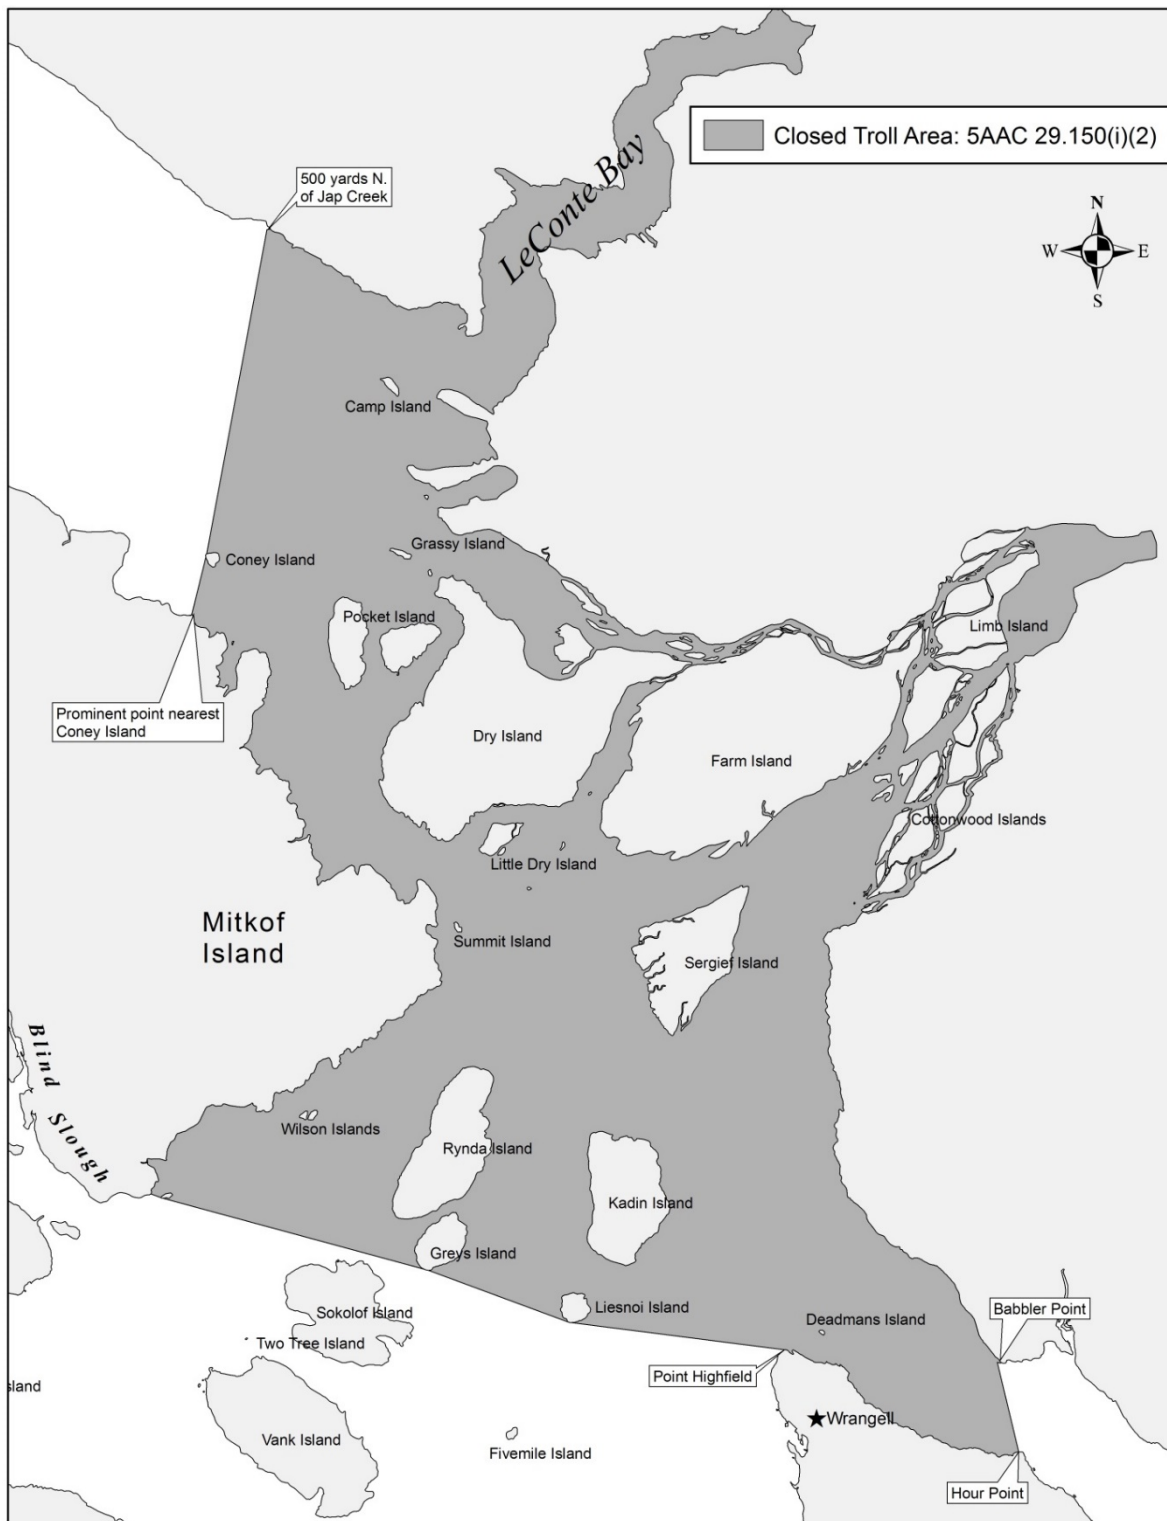 Closed Troll Area: 5AAC 29.150(i)(2)
500 yards N.
of Jap Creek
LeConte Bay
N
W
E
S
Camp Island
Grassy Island
Coney Island
Pocket Island
Limb Island
Prominent point nearest
Coney Island
Dry Island
Farm Island
Cottonwood Islands
Little Dry Island
Mitkof
Island
Summit Island
Sergief Island
Blind Slough
Wilson Islands
Rynda Island
Kadin Island
Greys Island
Liesnoi Island
Sokolof Island
Deadmans Island
Babbler Point
Two Tree Island
Point Highfield
sland
Wrangell
Vank Island
Fivemile Island
Hour Point